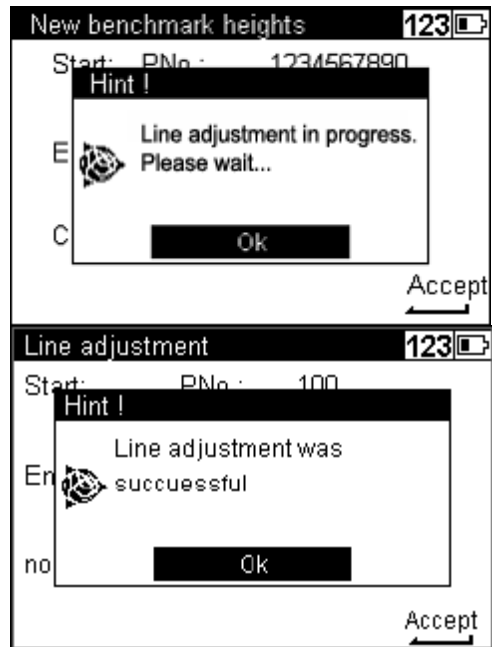 New benchmark heights 123
Start: PNo.: 1234567890
Hint !
Line adjustment in progress.
E
Please wait...
C
Ok
Accept
Line adjustment 123
Start: PNo.: 100
Hint !
Line adjustment was
En
succuessful
no
Ok
Accept